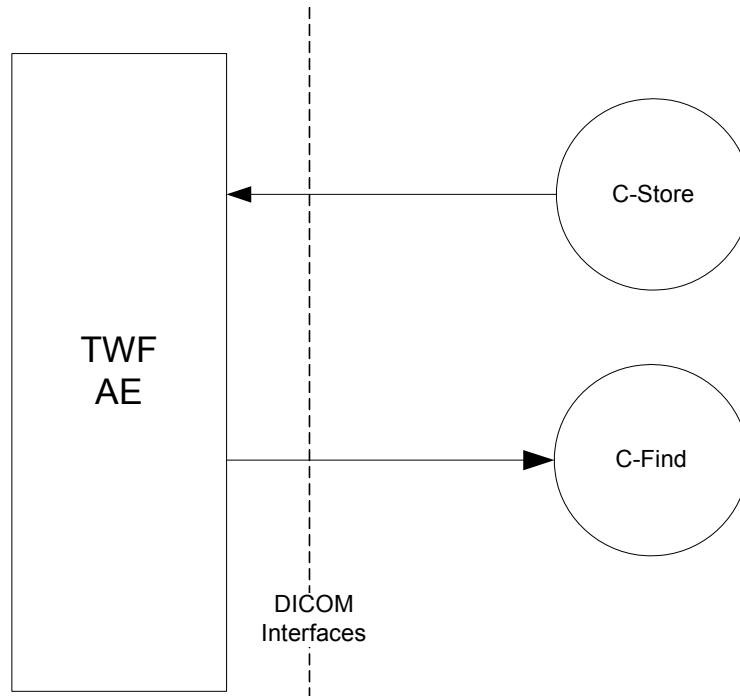 C-Store
TWF
AE
C-Find
DICOM
Interfaces